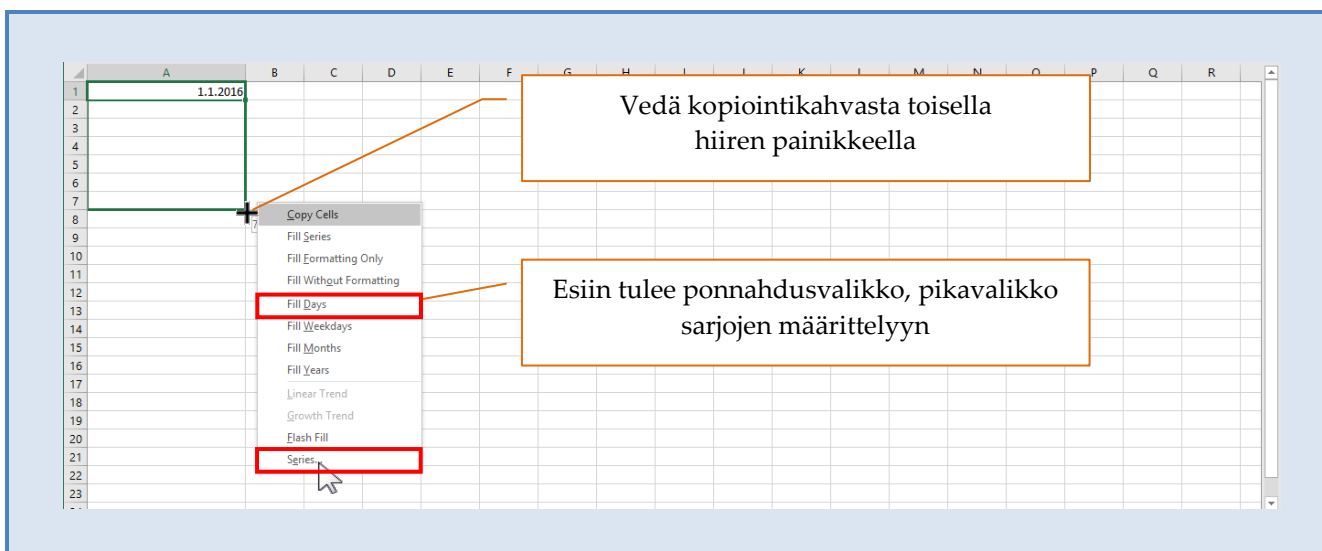 A B C D E F G H I J K L M N O P Q R
1 1.1.2016
2
3
4
5
6
7
8
9
10
11
12
13
14
15
16
17
18
19
20
21
22
23
Vedä kopiointikahvasta toisella
hiiren painikkeella
7
Copy Cells
Fill Series
Fill Formatting Only
Fill Without Formatting
Fill Days
Fill Weekdays
Fill Months
Fill Years
Linear Trend
Growth Trend
Flash Fill
Series...
Esiin tulee ponnahdusvalikko, pikavalikko
sarjojen määrittelyyn